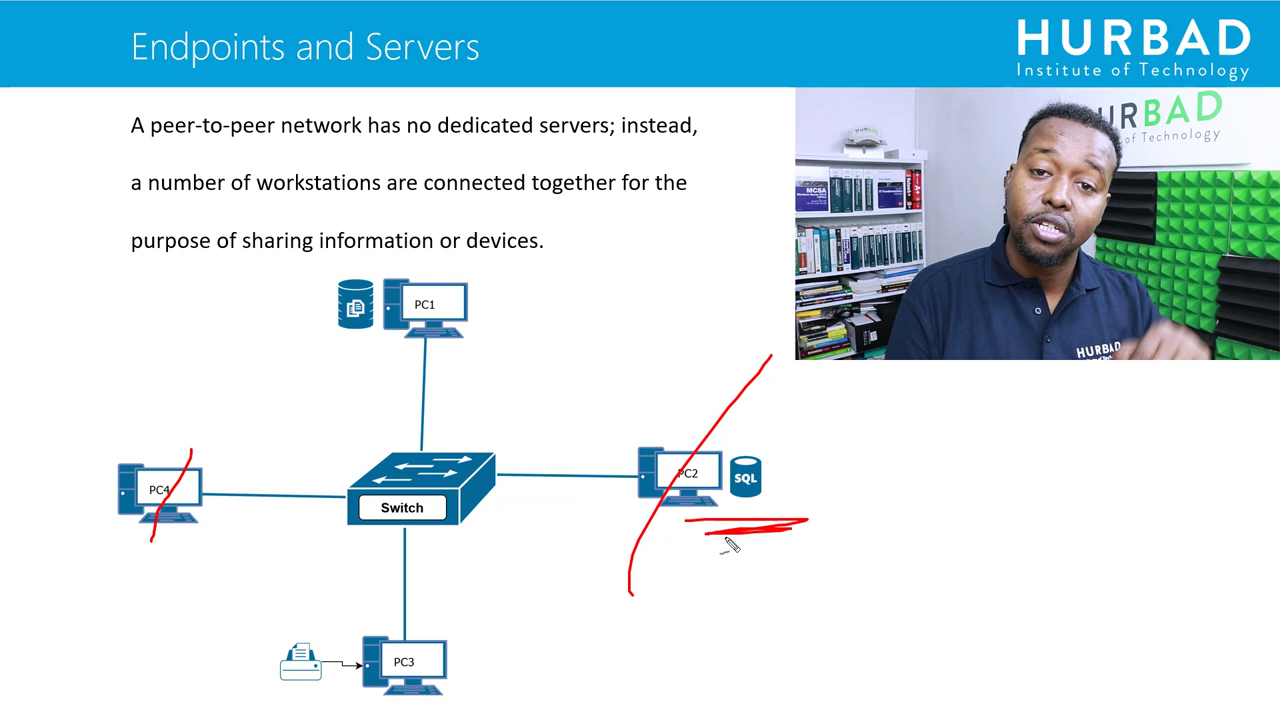 Endpoints and Servers
HURBAD
Institute of Technology
A peer-to-peer network has no dedicated servers; instead,
a number of workstations are connected together for the
purpose of sharing information or devices.
URBAD
of Technology
HURBAD
MCSA
A+
HURBAD
PC1
PC2
SQL
PC4
Switch
PC3